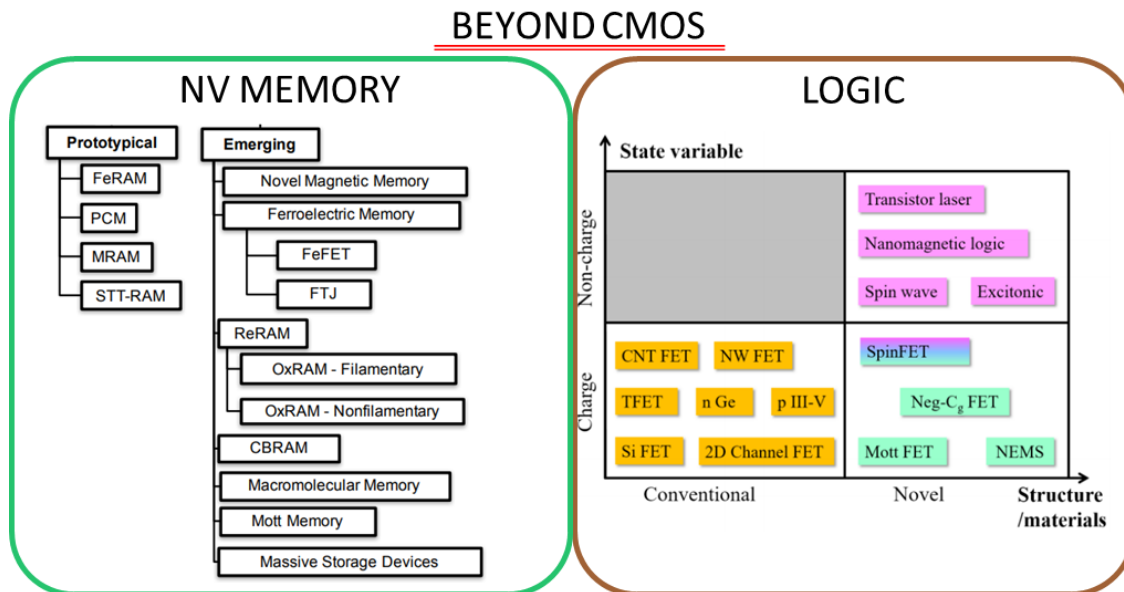 BEYOND CMOS
NV MEMORY
Prototypical
FeRAM
PCM
MRAM
STT-RAM
Emerging
Novel Magnetic Memory
Ferroelectric Memory
FeFET
FTJ
ReRAM
OxRAM - Filamentary
OxRAM - Nonfilamentary
CBRAM
Macromolecular Memory
Mott Memory
Massive Storage Devices
LOGIC
State variable
Non-charge
Transistor laser
Nanomagnetic logic
Spin wave
Excitonic
Charge
CNT FET
NW FET
TFET
n Ge
p III-V
Si FET
2D Channel FET
SpinFET
Neg-Cg FET
Mott FET
NEMS
Conventional
Novel
Structure
/materials